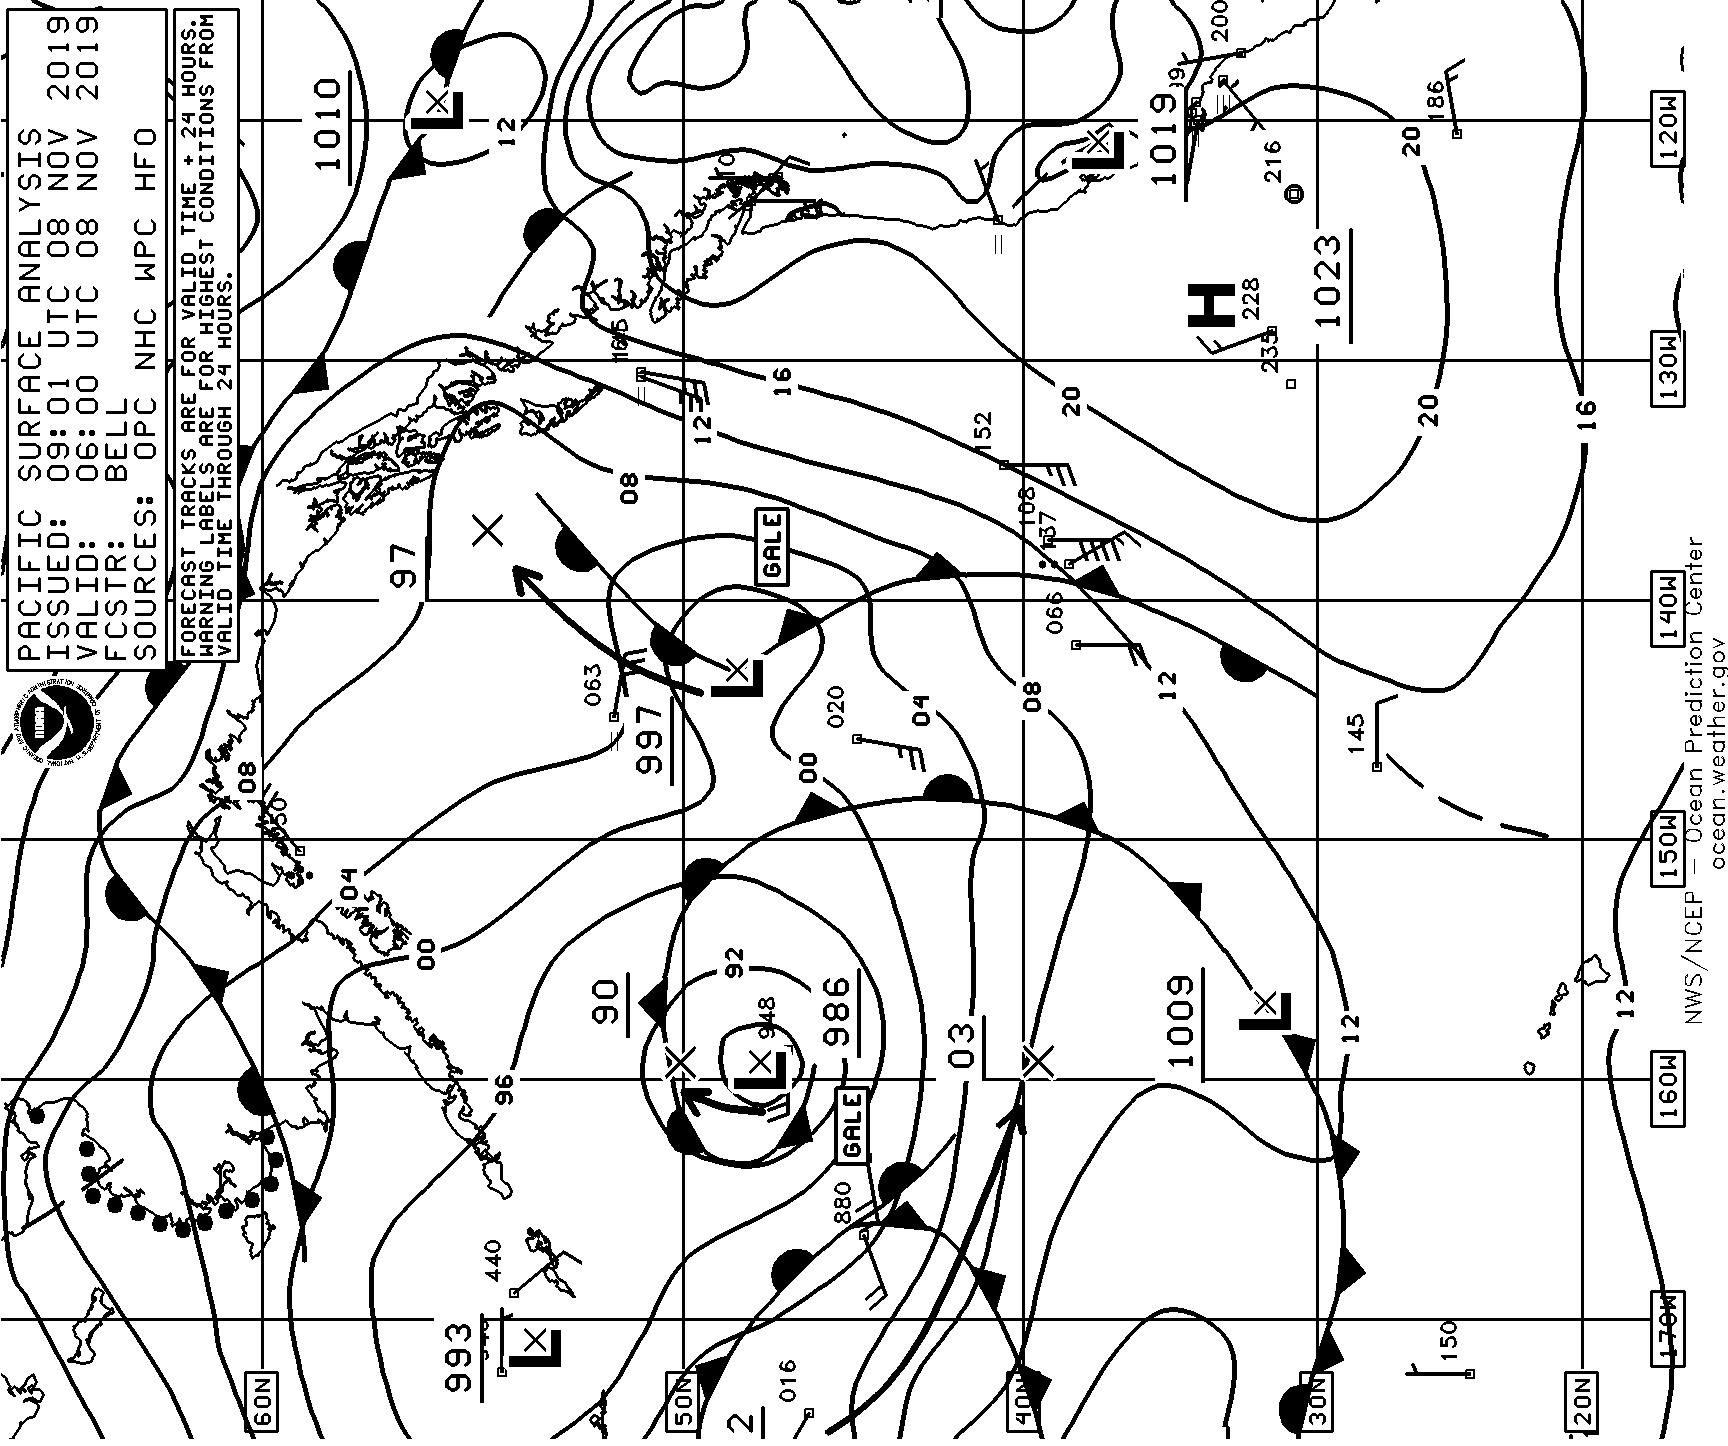 PACIFIC SURFACE ANALYSIS
ISSUED: 09:01 UTC 08 NOV 2019
VALID: 06:00 UTC 08 NOV 2019
FCSTR: BELL
SOURCES: OPC NHC WPC HFO
FORECAST TRACKS ARE FOR VALID TIME + 24 HOURS.
WARNING LABELS ARE FOR HIGHEST CONDITIONS FROM
VALID TIME THROUGH 24 HOURS.
NOAA
60N
50N
40N
30N
20N
170W
160W
150W
140W
130W
120W
1010
L
12
97
08
04
00
96
993
L
440
063
997
L
GALE
08
12
16
20
90
92
948
L
986
GALE
880
016
2
020
00
04
08
12
03
1009
L
12
12
066
108
137
152
145
150
1019
L
H
1023
228
235
216
186
200
20
20
16
NWS/NCEP – Ocean Prediction Center
ocean.weather.gov